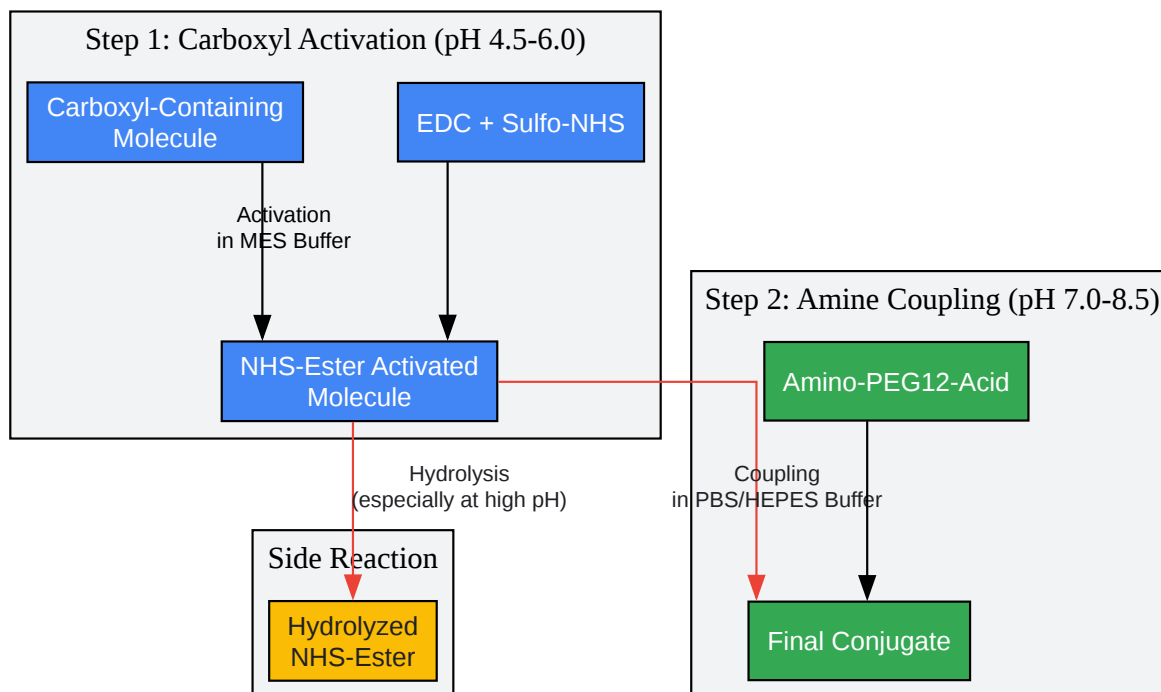 Step 1: Carboxyl Activation (pH 4.5-6.0)
Carboxyl-Containing
Molecule
EDC + Sulfo-NHS
Activation
in MES Buffer
NHS-Ester Activated
Molecule
Step 2: Amine Coupling (pH 7.0-8.5)
Amino-PEG12-Acid
Hydrolysis
(especially at high pH)
Coupling
in PBS/HEPES Buffer
Side Reaction
Hydrolyzed
NHS-Ester
Final Conjugate